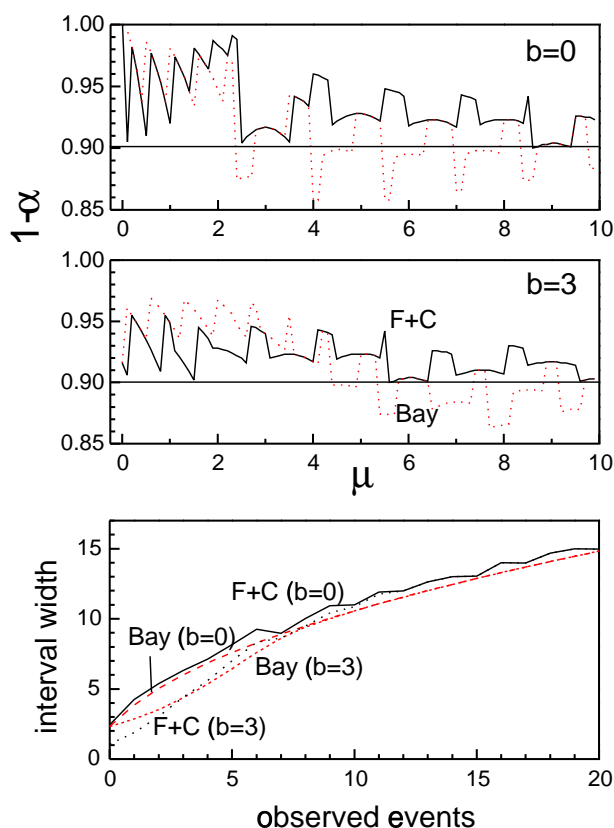 1.00
b=0
0.95
0.90
0.85
0 2 4 6 8 10
1-α
1.00
b=3
0.95
F+C
0.90
Bay
0.85
0 2 4 6 8 10
μ
15
F+C (b=0)
10
Bay (b=0)
Bay (b=3)
5
F+C (b=3)
0
interval width
0 5 10 15 20
observed events